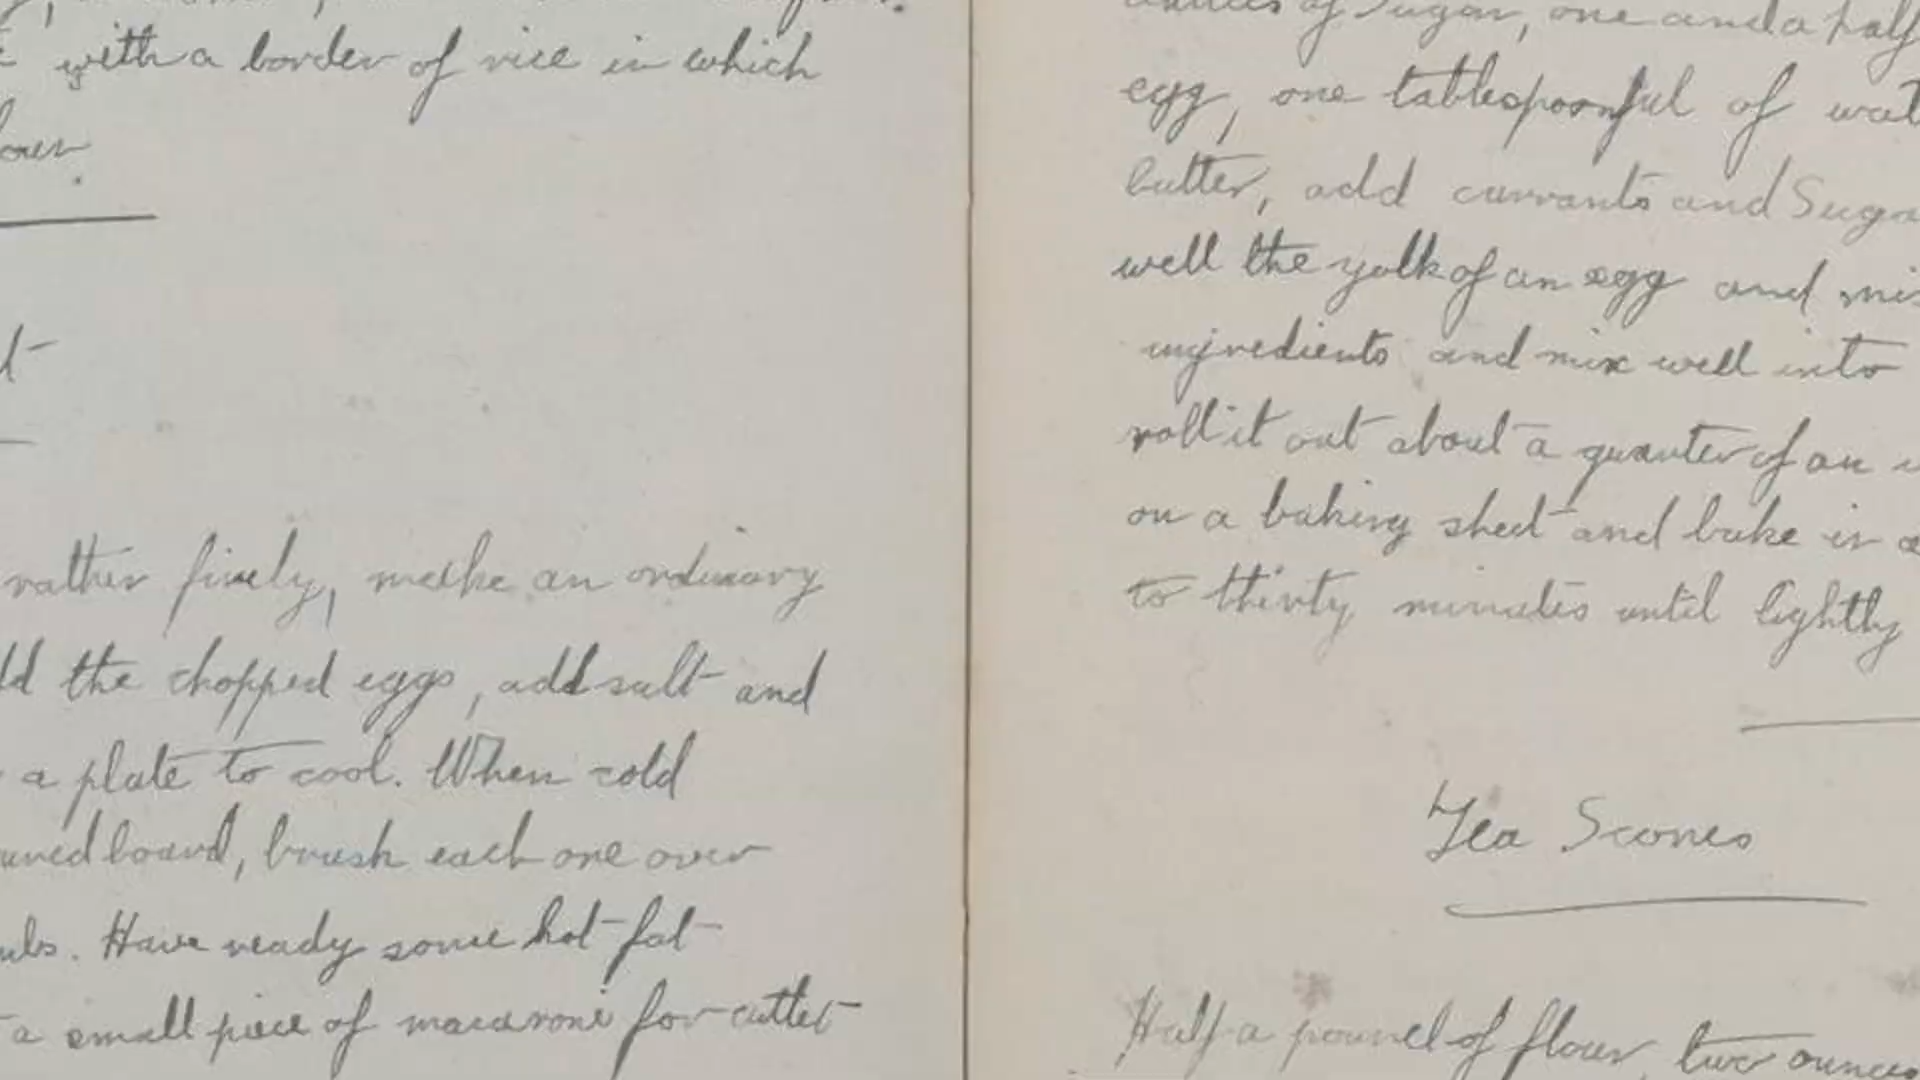 with a border of rice in which
rather finely, make an ordinary
the chopped eggs, add salt and
a plate to cool. When cold
board, brush each one over
Have ready some hot fat
a small piece of macaroni for cutlet
of Sugar, one and a half
egg, one tablespoonful of
butter, add currants and
well the yolk of an egg and
ingredients and mix well into
roll it out about a quarter of an
on a baking sheet and bake in a
to thirty minutes until lightly
Tea Scones
Half a pound of flour, two ounces